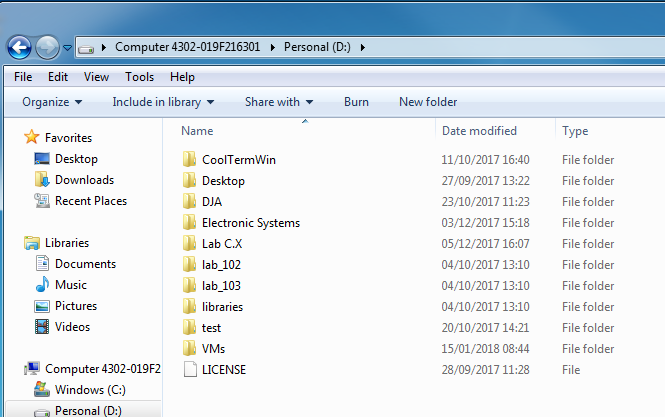 Computer 4302-019F216301 Personal (D:)
File Edit View Tools Help
Organize Include in library Share with Burn New folder
Favorites
Desktop
Downloads
Recent Places
Libraries
Documents
Music
Pictures
Videos
Computer 4302-019F2
Windows (C:)
Personal (D:)
Name Date modified Type
CoolTermWin 11/10/2017 16:40 File folder
Desktop 27/09/2017 13:22 File folder
DJA 23/10/2017 11:23 File folder
Electronic Systems 03/12/2017 15:18 File folder
Lab C.X 05/12/2017 16:07 File folder
lab_102 04/10/2017 13:10 File folder
lab_103 04/10/2017 13:10 File folder
libraries 04/10/2017 13:10 File folder
test 20/10/2017 14:21 File folder
VMs 15/01/2018 08:44 File folder
LICENSE 28/09/2017 11:28 File